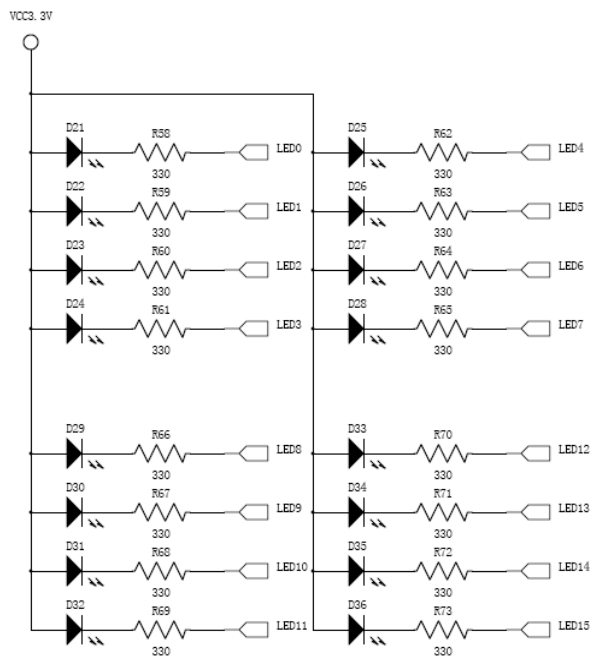 VCC3.3V
D21 R58 D25 R62
LED0 LED4
330 330
D22 R59 D26 R63
LED1 LED5
330 330
D23 R60 D27 R64
LED2 LED6
330 330
D24 R61 D28 R65
LED3 LED7
330 330
D29 R66 D33 R70
LED8 LED12
330 330
D30 R67 D34 R71
LED9 LED13
330 330
D31 R68 D35 R72
LED10 LED14
330 330
D32 R69 D36 R73
LED11 LED15
330 330